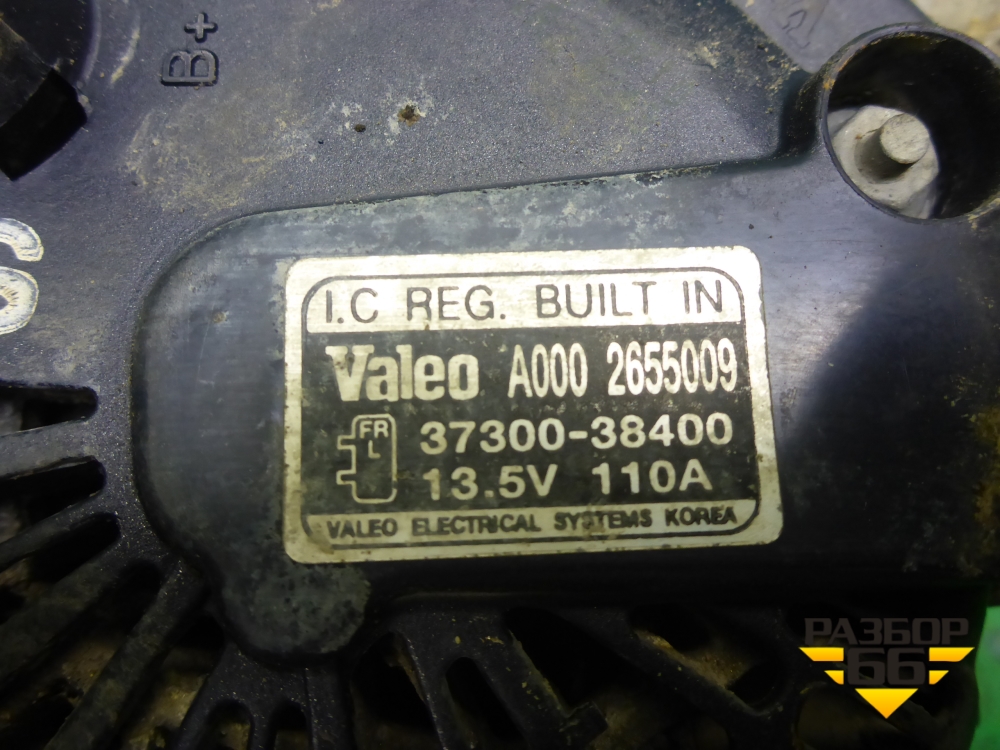 B+
I.C REG. BUILT IN
Valeo A000 2655009
FR
L
37300-38400
13.5V 110A
VALEO ELECTRICAL SYSTEMS KOREA
РАЗБОР
66